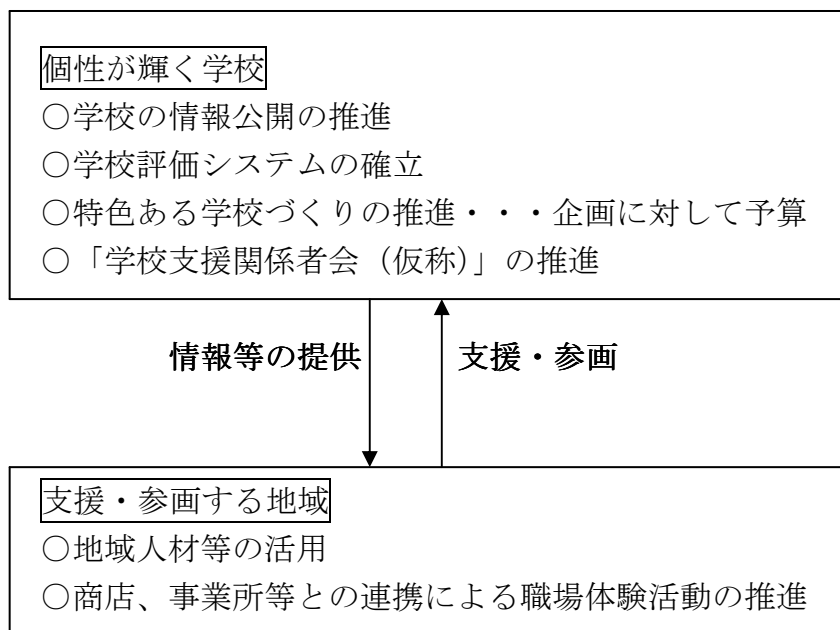 個性が輝く学校
○学校の情報公開の推進
○学校評価システムの確立
○特色ある学校づくりの推進・・・企画に対して予算
○「学校支援関係者会（仮称）」の推進
情報等の提供
支援・参画
支援・参画する地域
○地域人材等の活用
○商店、事業所等との連携による職場体験活動の推進